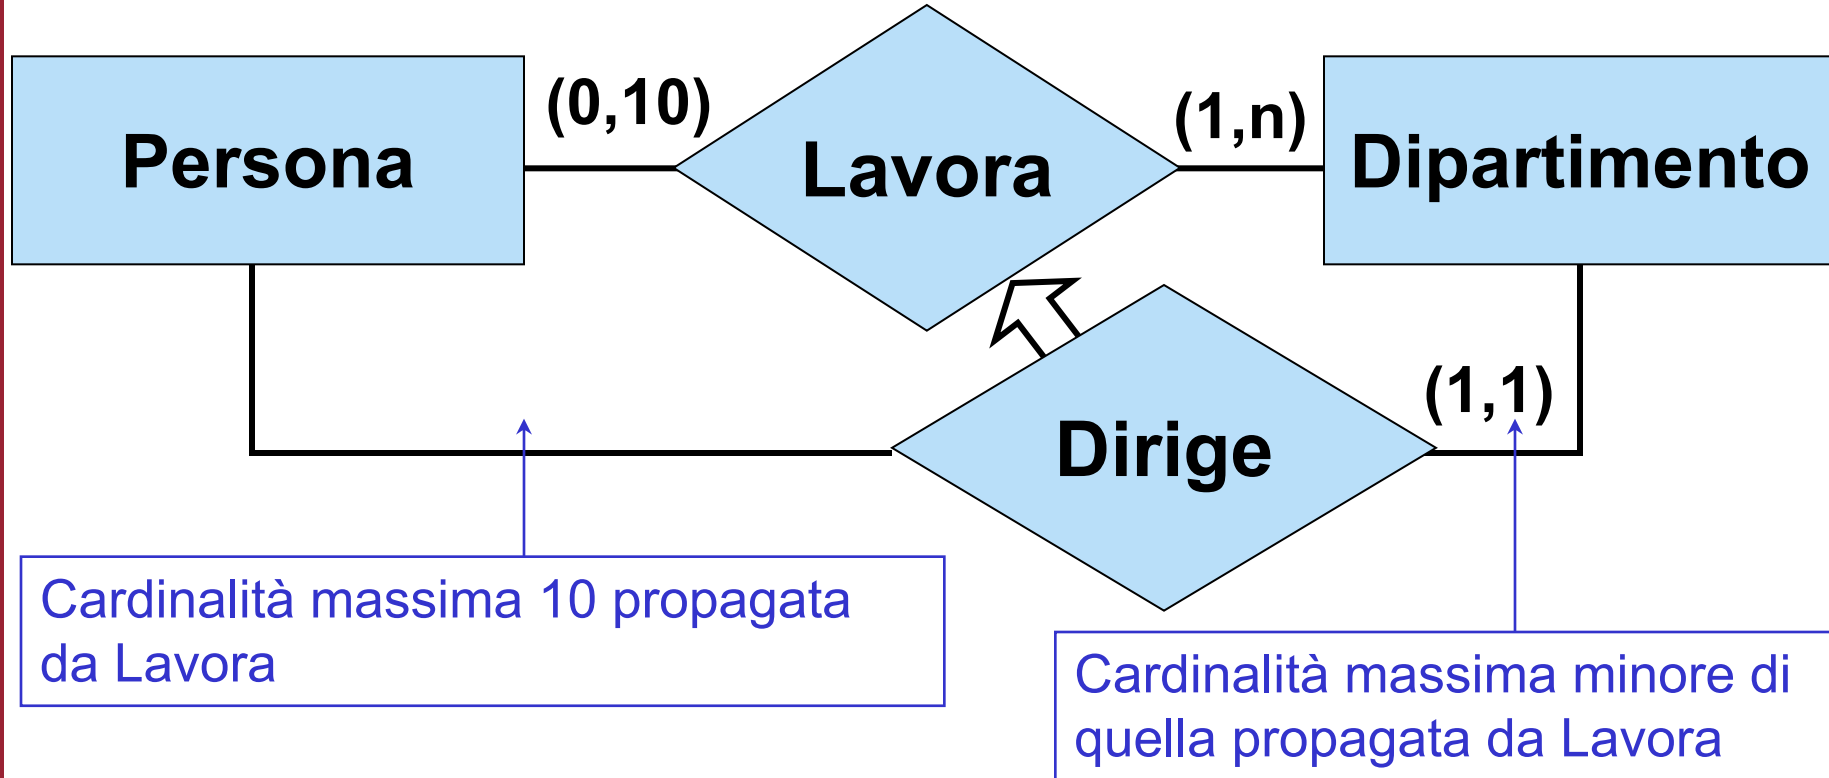 Persona
(0,10)
Lavora
(1,n)
Dipartimento
Dirige
(1,1)
Cardinalità massima 10 propagata
da Lavora
Cardinalità massima minore di
quella propagata da Lavora